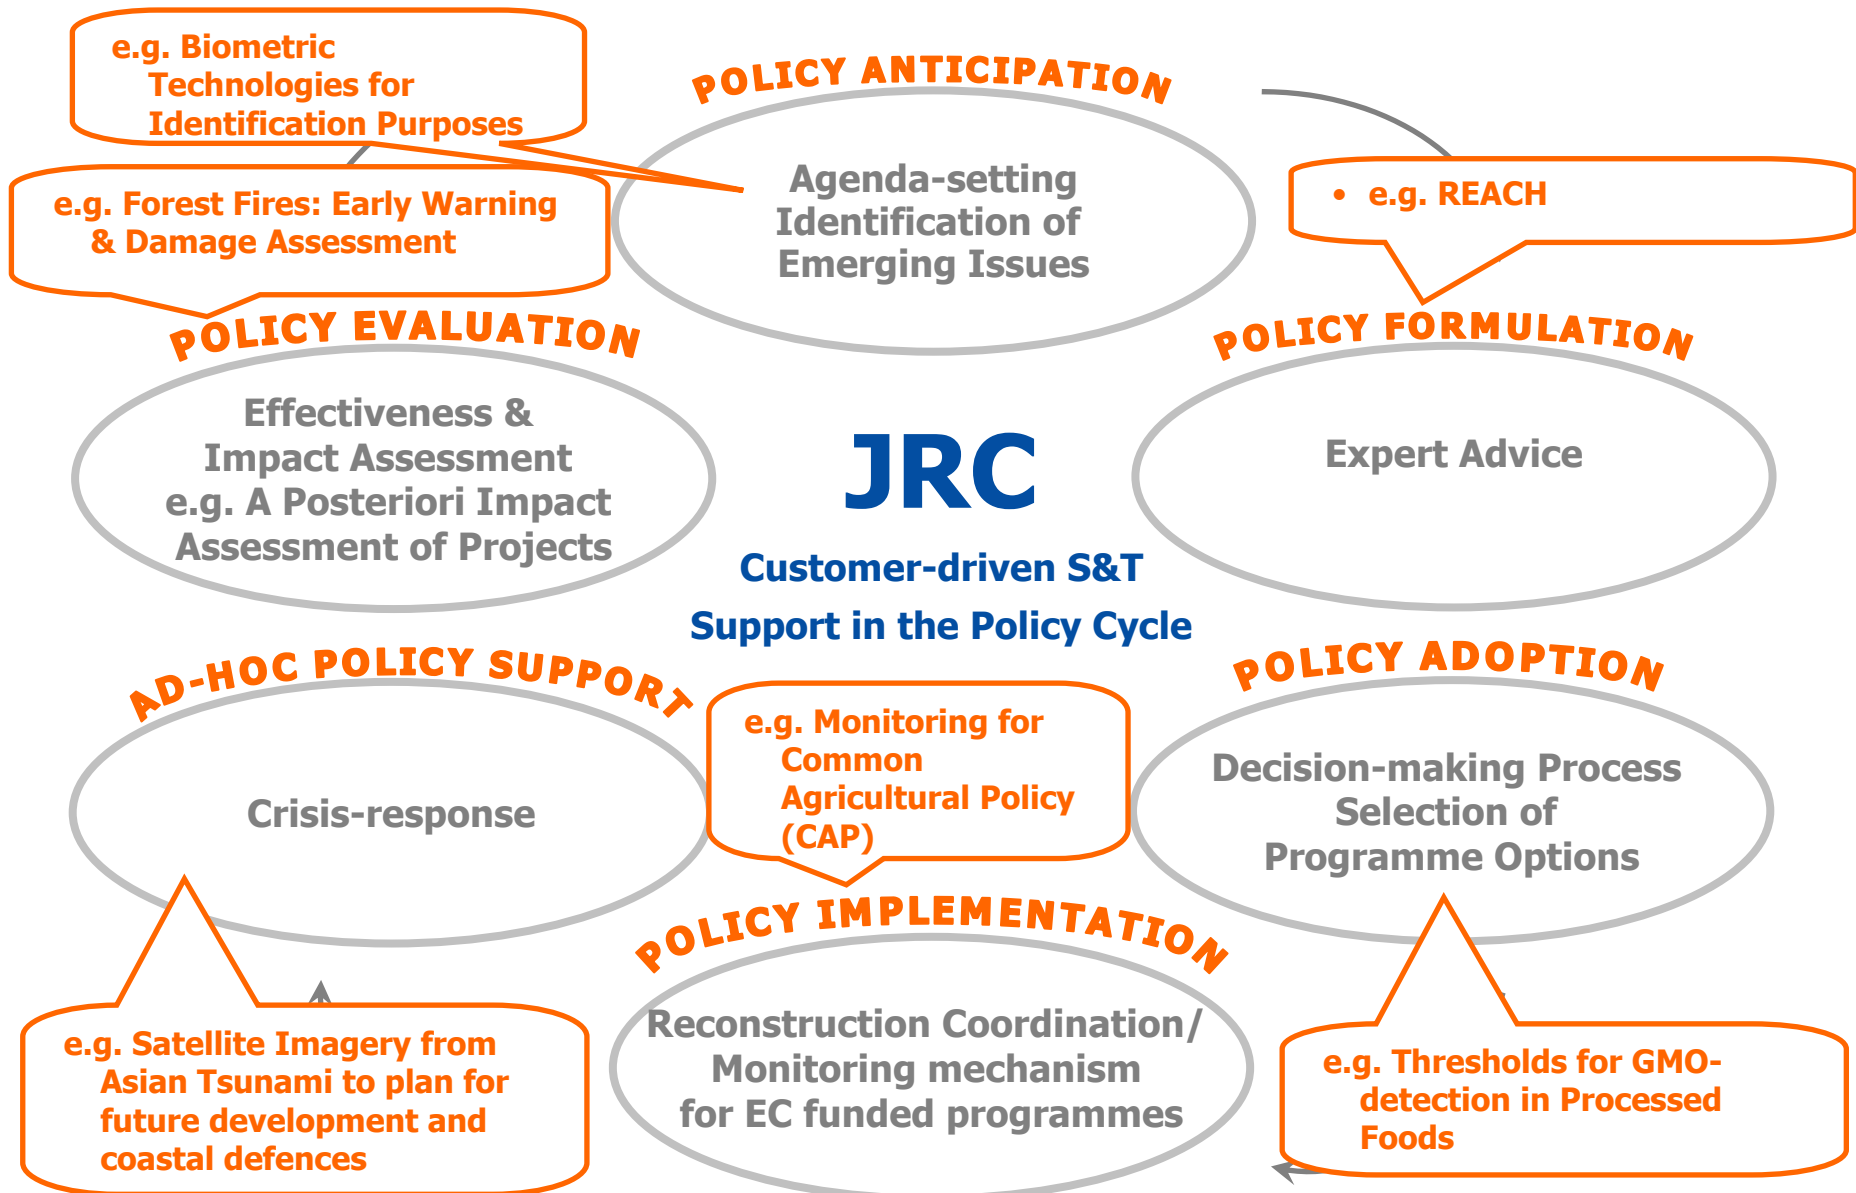 e.g. Biometric
Technologies for
Identification Purposes
POLICY ANTICIPATION
Agenda-setting
Identification of
Emerging Issues
• e.g. REACH
e.g. Forest Fires: Early Warning
& Damage Assessment
POLICY EVALUATION
Effectiveness &
Impact Assessment
e.g. A Posteriori Impact
Assessment of Projects
POLICY FORMULATION
Expert Advice
JRC
Customer-driven S&T
Support in the Policy Cycle
AD-HOC POLICY SUPPORT
Crisis-response
e.g. Monitoring for
Common
Agricultural Policy
(CAP)
POLICY ADOPTION
Decision-making Process
Selection of
Programme Options
POLICY IMPLEMENTATION
Reconstruction Coordination/
Monitoring mechanism
for EC funded programmes
e.g. Satellite Imagery from
Asian Tsunami to plan for
future development and
coastal defences
e.g. Thresholds for GMO-
detection in Processed
Foods